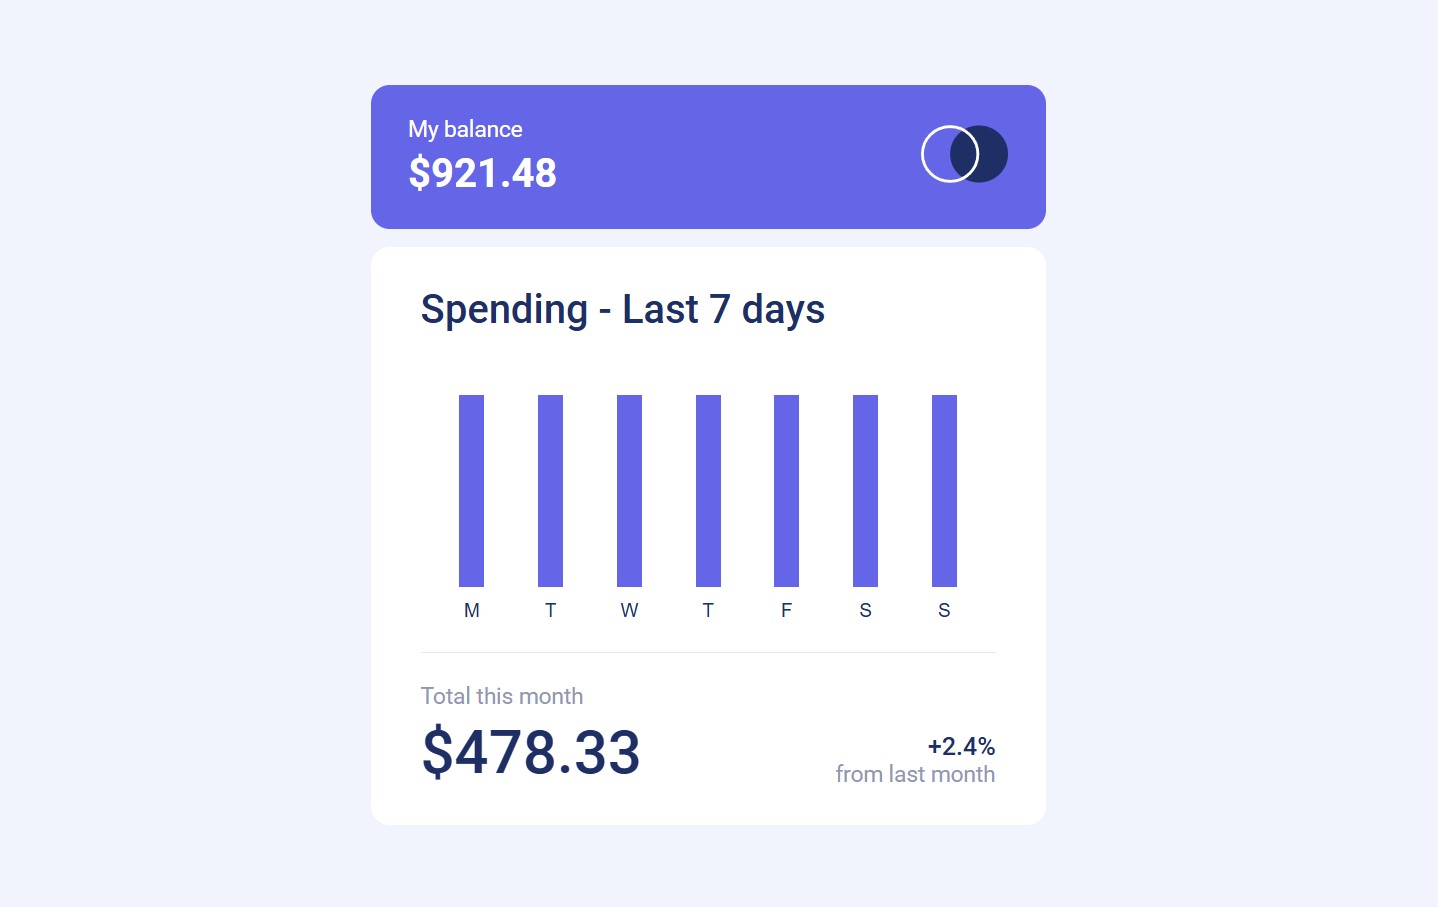 My balance
$921.48
Spending - Last 7 days
M T W T F S S
Total this month
$478.33
+2.4%
from last month